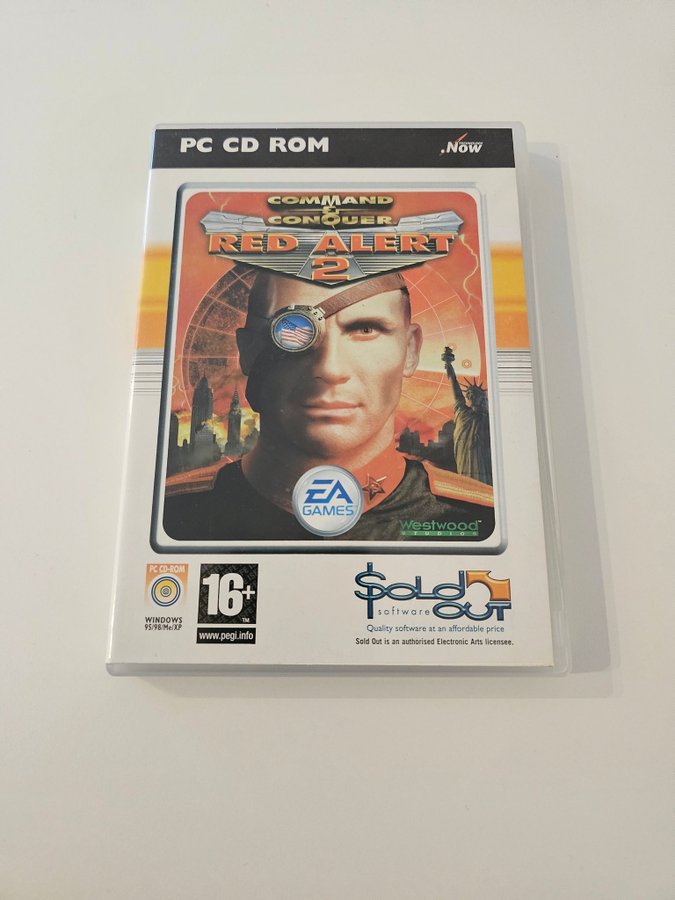 PC CD ROM
.Now
COMMAND
&
CONQUER
RED ALERT
2
EA
GAMES
Westwood
STUDIOS
PC CD-ROM
WINDOWS
95/98/Me/XP
16+
www.pegi.info
SOLD
software OUT
Quality software at an affordable price
Sold Out is an authorised Electronic Arts licensee.